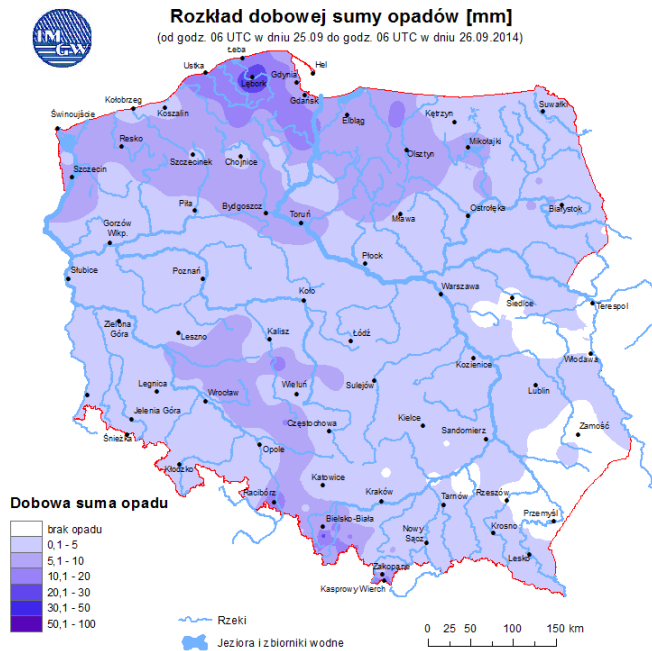 IM
GW
Rozkład dobowej sumy opadów [mm]
(od godz. 06 UTC w dniu 25.09 do godz. 06 UTC w dniu 26.09.2014)
Łeba
Ustka
Hel
Gdynia
Lębork
Gdańsk
Kołobrzeg
Koszalin
Świnoujście
Suwałki
Elbląg
Kętrzyn
Resko
Mikołajki
Olsztyn
Szczecinek
Chojnice
Szczecin
Piła
Bydgoszcz
Toruń
Mława
Ostrołęka
Białystok
Gorzów
Wlkp.
Płock
Słubice
Poznań
Warszawa
Koło
Siedlce
Terespol
Zielona
Góra
Leszno
Kalisz
Łódź
Kozienice
Włodawa
Legnica
Wrocław
Wieluń
Sulejów
Lublin
Jelenia Góra
Śnieżka
Częstochowa
Kielce
Sandomierz
Zamość
Opole
Kłodzko
Katowice
Racibórz
Kraków
Tarnów
Rzeszów
Przemyśl
Bielsko-Biała
Nowy
Sącz
Krosno
Lesko
Zakopane
Kasprowy Wierch
Dobowa suma opadu
brak opadu
0,1 - 5
5,1 - 10
10,1 - 20
20,1 - 30
30,1 - 50
50,1 - 100
Rzeki
Jeziora i zbiorniki wodne
0 25 50 100 150 km